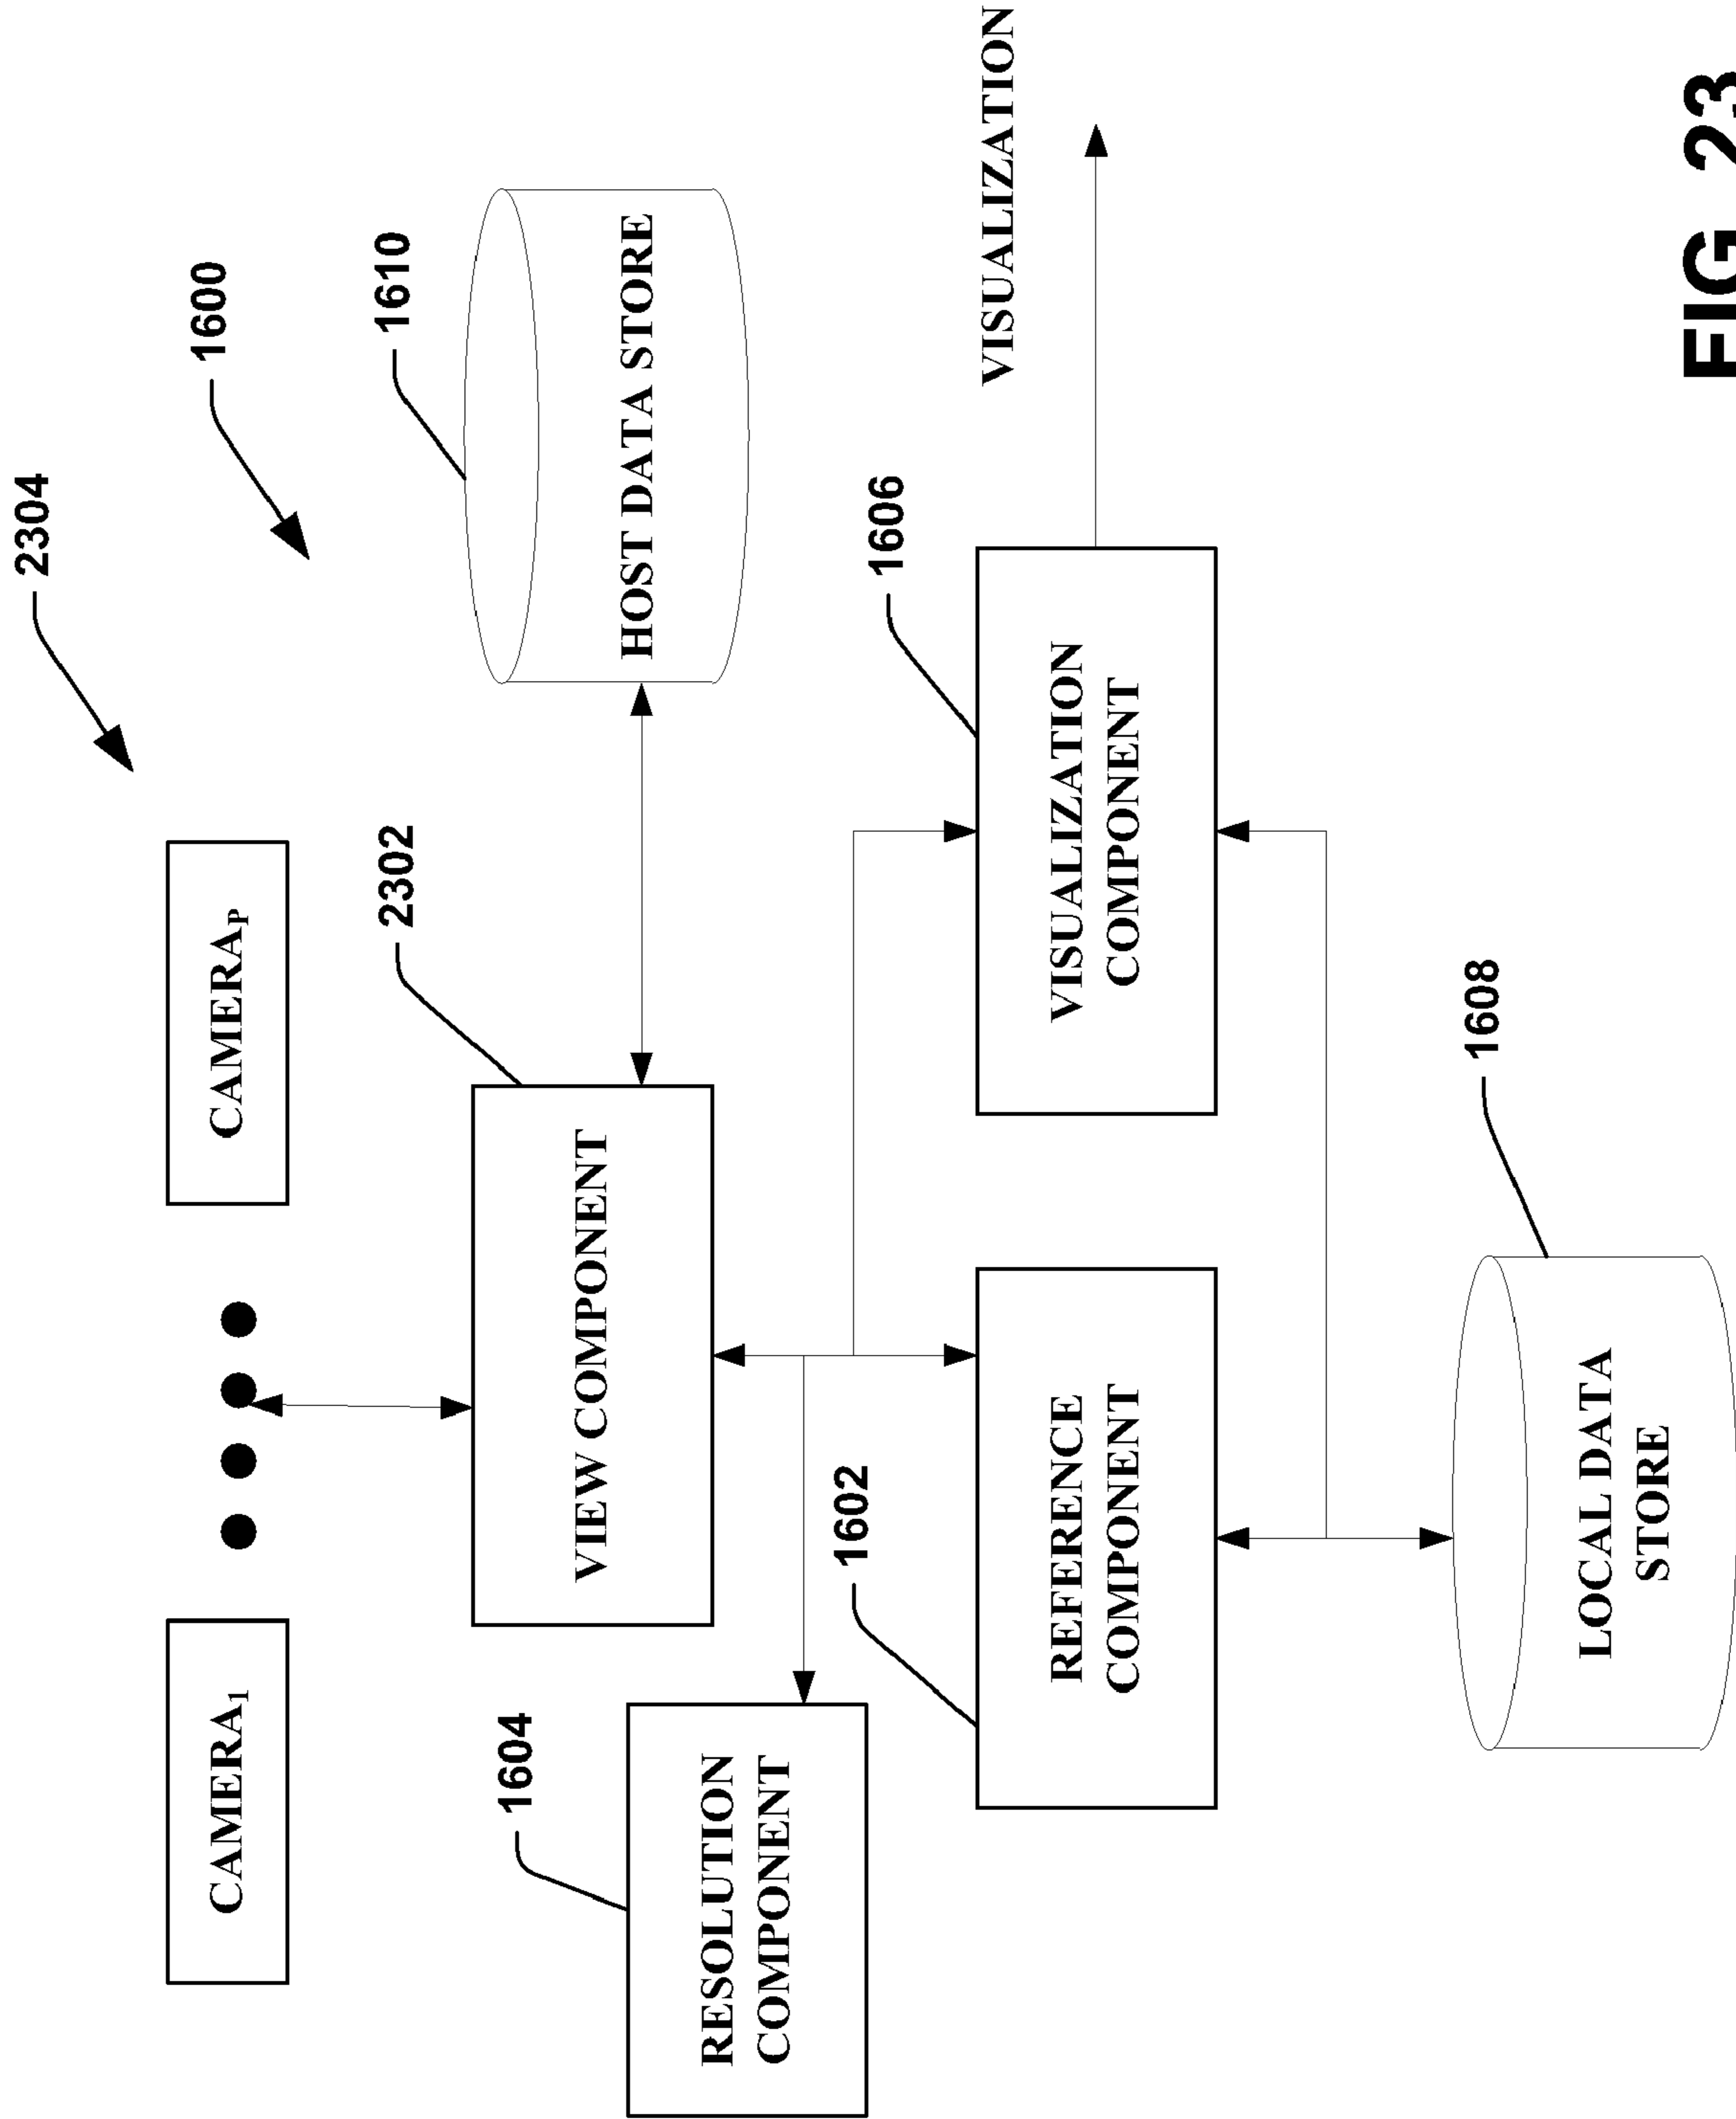 2304
1600
CAMERA1
CAMERAP
2302
1610
VIEW COMPONENT
HOST DATA STORE
1604
RESOLUTION
COMPONENT
1602
1606
REFERENCE
COMPONENT
VISUALIZATION
COMPONENT
VISUALIZATION
1608
LOCAL DATA
STORE
FIG. 23